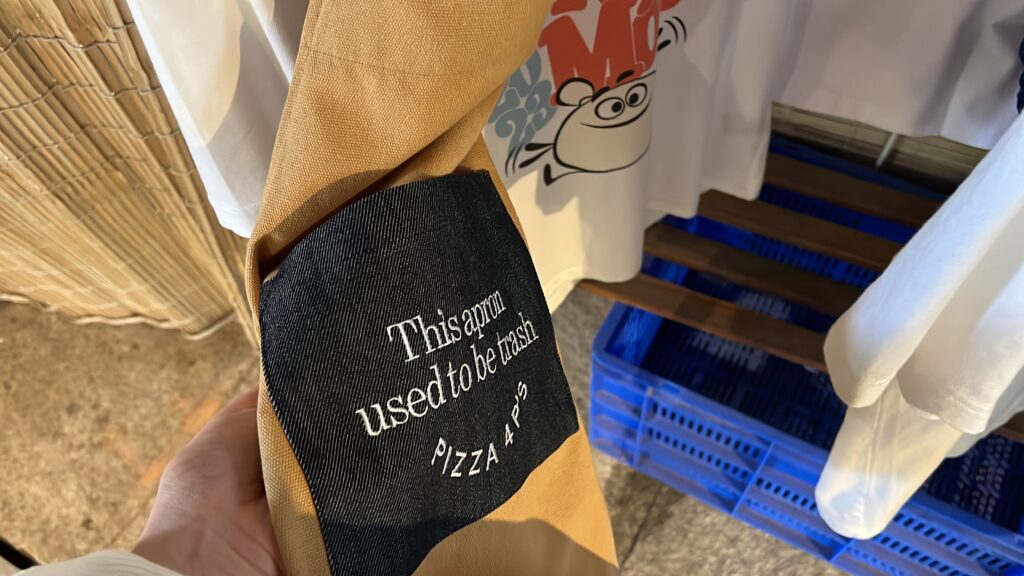 This apron
used to be trash
PIZZA 4P'S